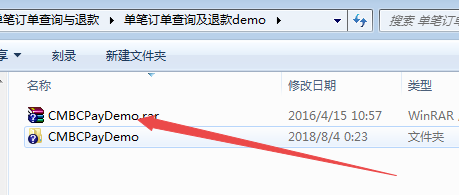 单笔订单查询与退款 ▸ 单笔订单查询及退款demo ▸ 搜索 单笔订
享 ▾ 刻录 新建文件夹
名称 修改日期 类型
CMBCPayDemo.rar 2016/4/15 10:57 WinRAR
CMBCPayDemo 2018/8/4 0:23 文件夹